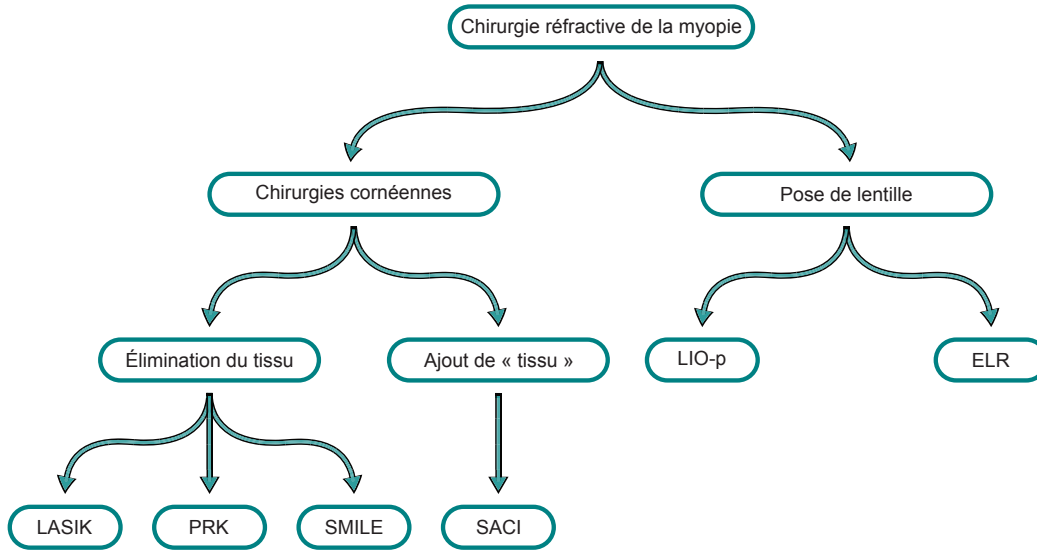 Chirurgie réfractive de la myopie
Chirurgies cornéennes
Pose de lentille
Élimination du tissu
Ajout de « tissu »
LIO-p
ELR
LASIK
PRK
SMILE
SACI